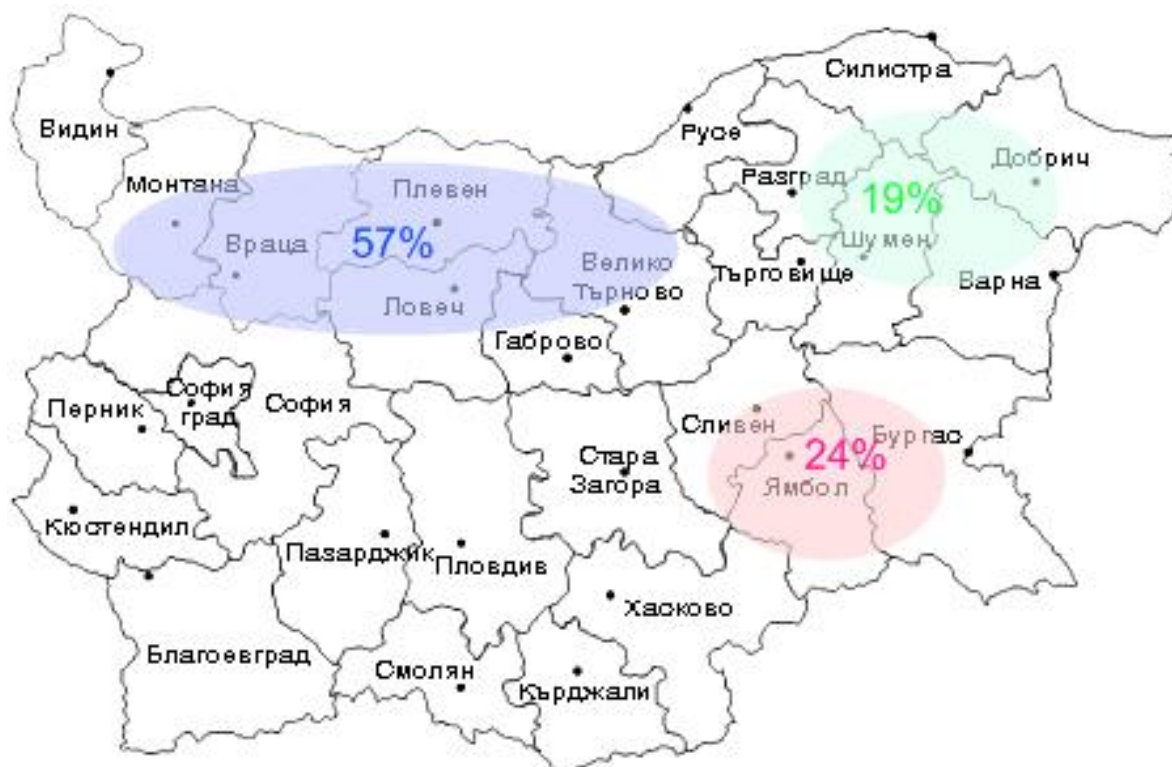 Силистра
Видин
Русе
Добрич
Монтана
Плевен
Разград
19%
Враца
57%
Шумен
Велико
Търново
Търговище
Варна
Ловеч
Габрово
София
град
София
Перник
Сливен
Бургас
24%
Стара
Загора
Ямбол
Кюстендил
Пазарджик
Пловдив
Хасково
Благоевград
Смолян
Кърджали